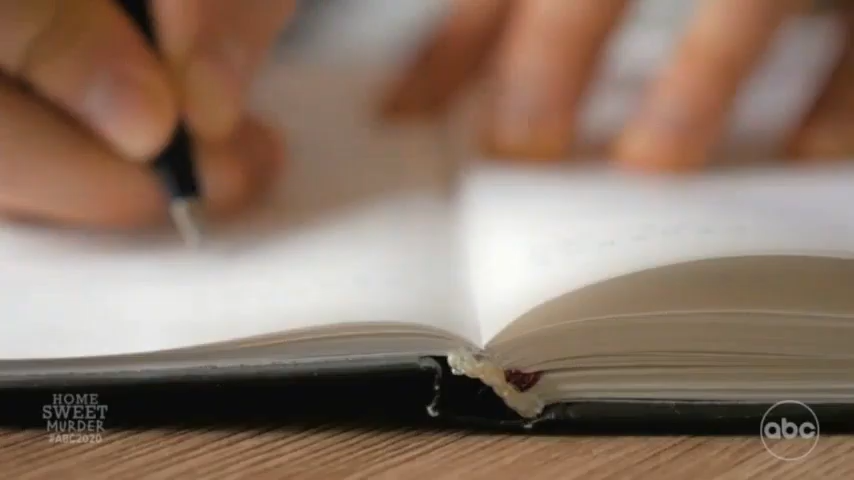 HOME
SWEET
MURDER
#ABC2020
abc